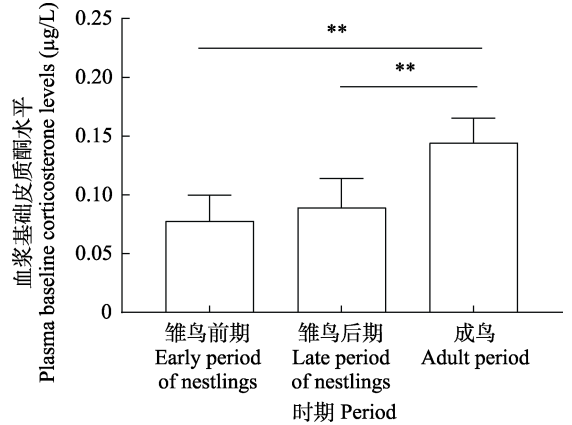 血浆基础皮质酮水平
Plasma baseline corticosterone levels (μg/L)
0.25
0.20
0.15
0.10
0.05
0
**
**
雏鸟前期
Early period
of nestlings
雏鸟后期
Late period
of nestlings
成鸟
Adult period
时期 Period